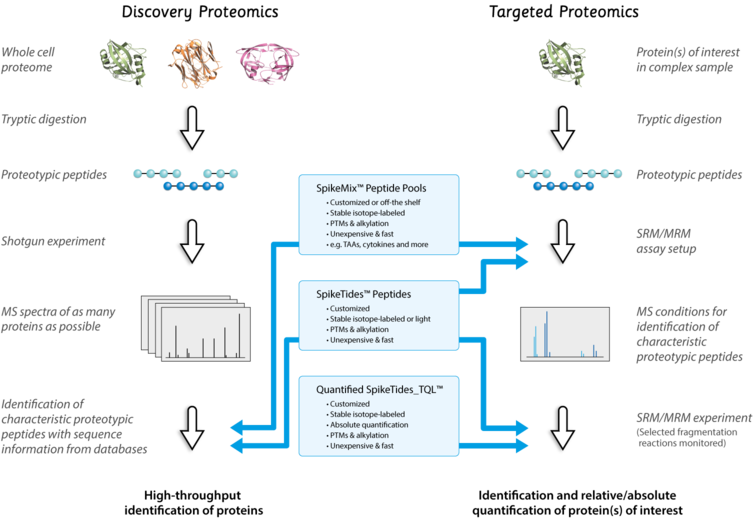 Discovery Proteomics
Whole cell
proteome
Tryptic digestion
Proteotypic peptides
Shotgun experiment
MS spectra of as many
proteins as possible
Identification of
characteristic proteotypic
peptides with sequence
information from databases
High-throughput
identification of proteins
SpikeMix™ Peptide Pools
• Customized or off-the shelf
• Stable isotope-labeled
• PTMs & alkylation
• Unexpensive & fast
• e.g. TAAs, cytokines and more
SpikeTides™ Peptides
• Customized
• Stable isotope-labeled or light
• PTMs & alkylation
• Unexpensive & fast
Quantified SpikeTides_TQL™
• Customized
• Stable isotope-labeled
• Absolute quantification
• PTMs & alkylation
• Unexpensive & fast
Targeted Proteomics
Protein(s) of interest
in complex sample
Tryptic digestion
Proteotypic peptides
SRM/MRM
assay setup
MS conditions for
identification of
characteristic
proteotypic peptides
SRM/MRM experiment
(Selected fragmentation
reactions monitored)
Identification and relative/absolute
quantification of protein(s) of interest